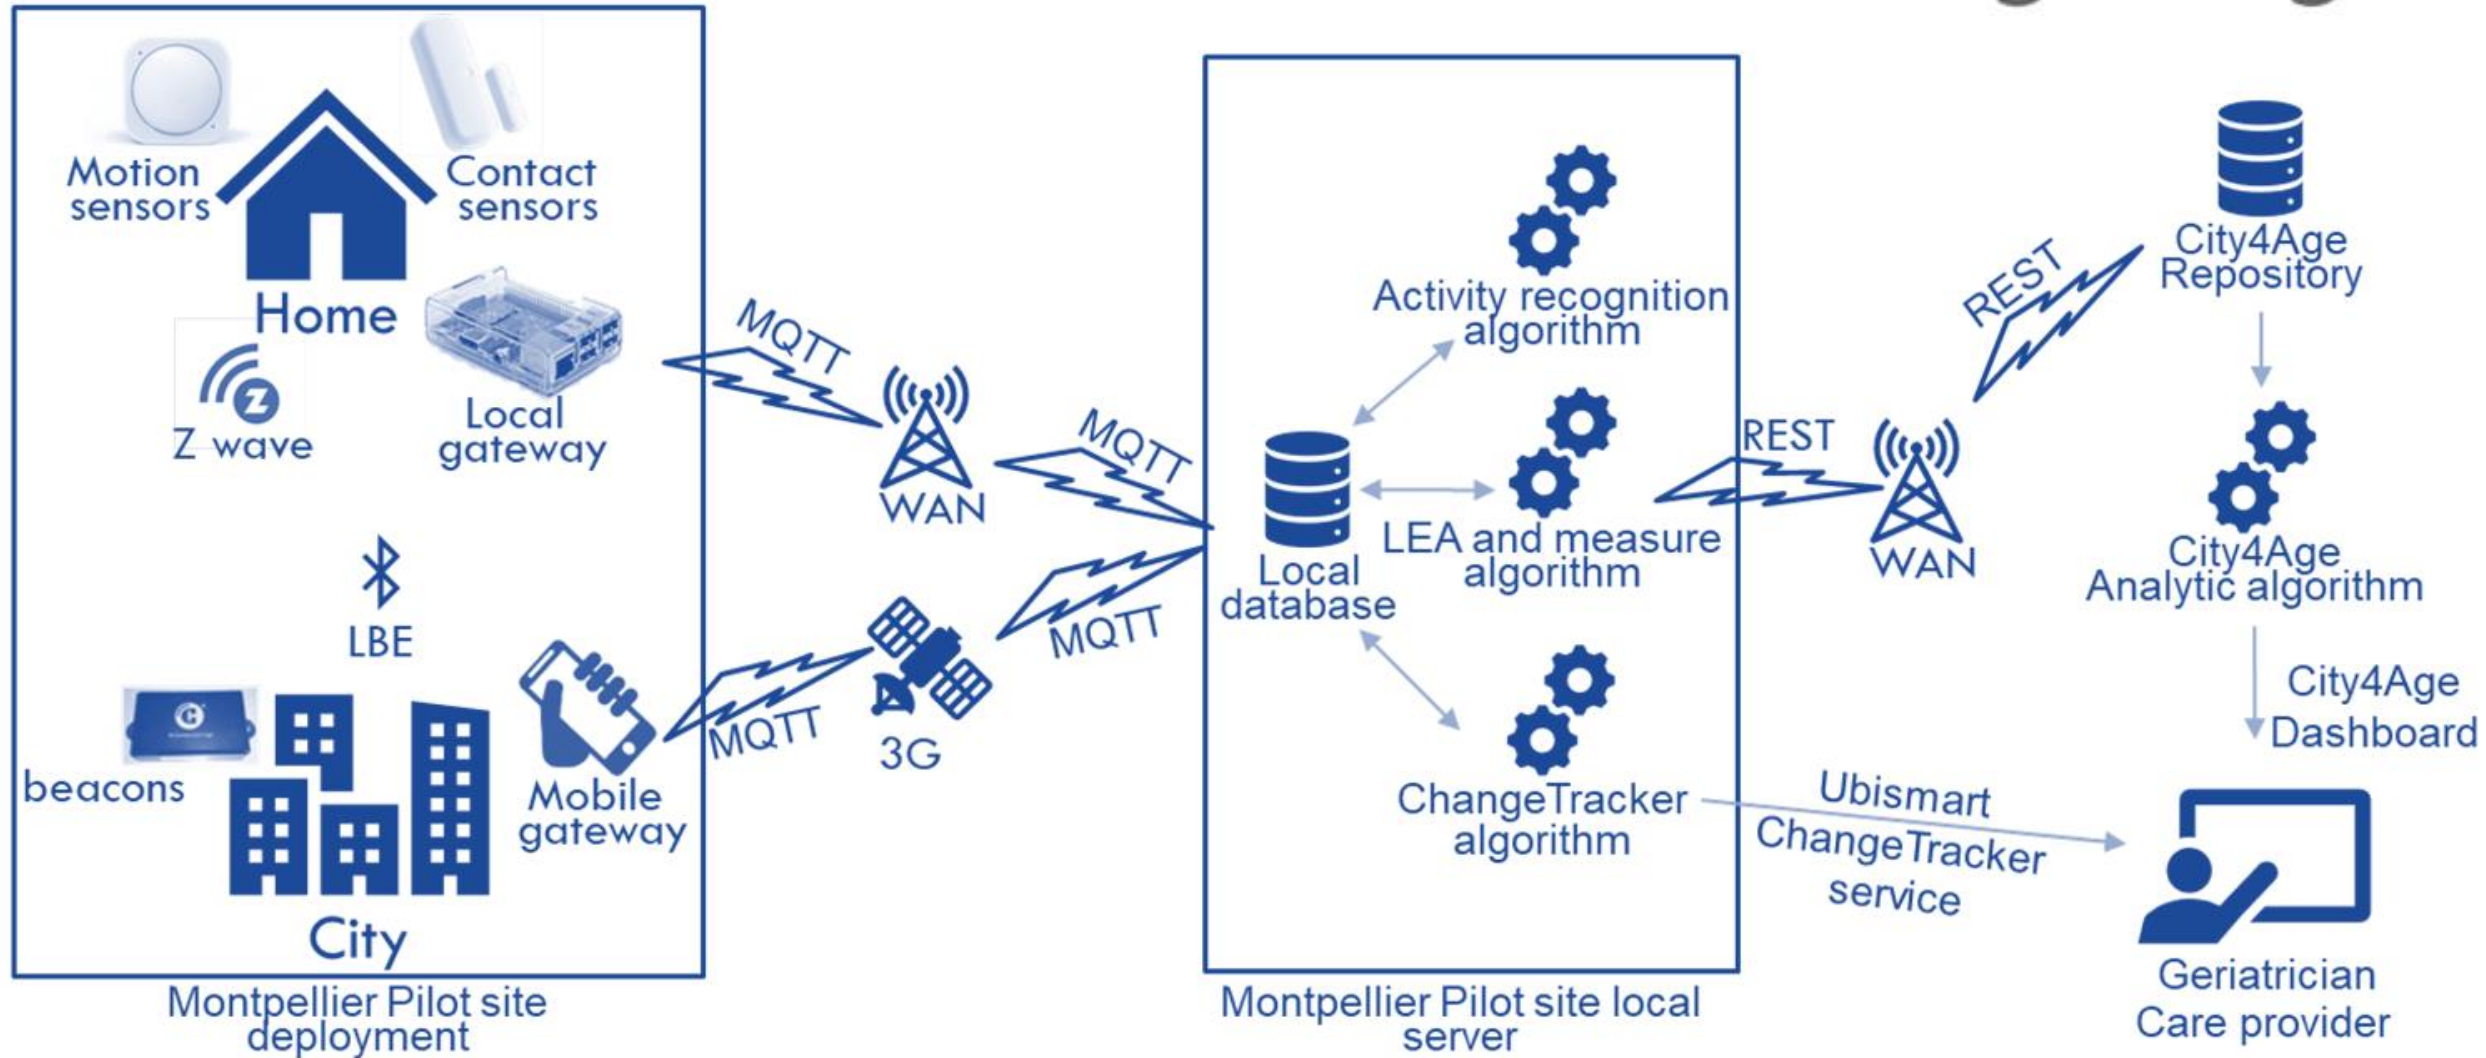 Motion
sensors
Contact
sensors
Home
Z wave
Local
gateway
LBE
beacons
Mobile
gateway
City
Montpellier Pilot site
deployment
MQTT
WAN
MQTT
MQTT
3G
MQTT
Activity recognition
algorithm
Local
database
LEA and measure
algorithm
ChangeTracker
algorithm
Montpellier Pilot site local
server
REST
WAN
REST
City4Age
Repository
City4Age
Analytic algorithm
City4Age
Dashboard
Ubismart
ChangeTracker
service
Geriatrician
Care provider